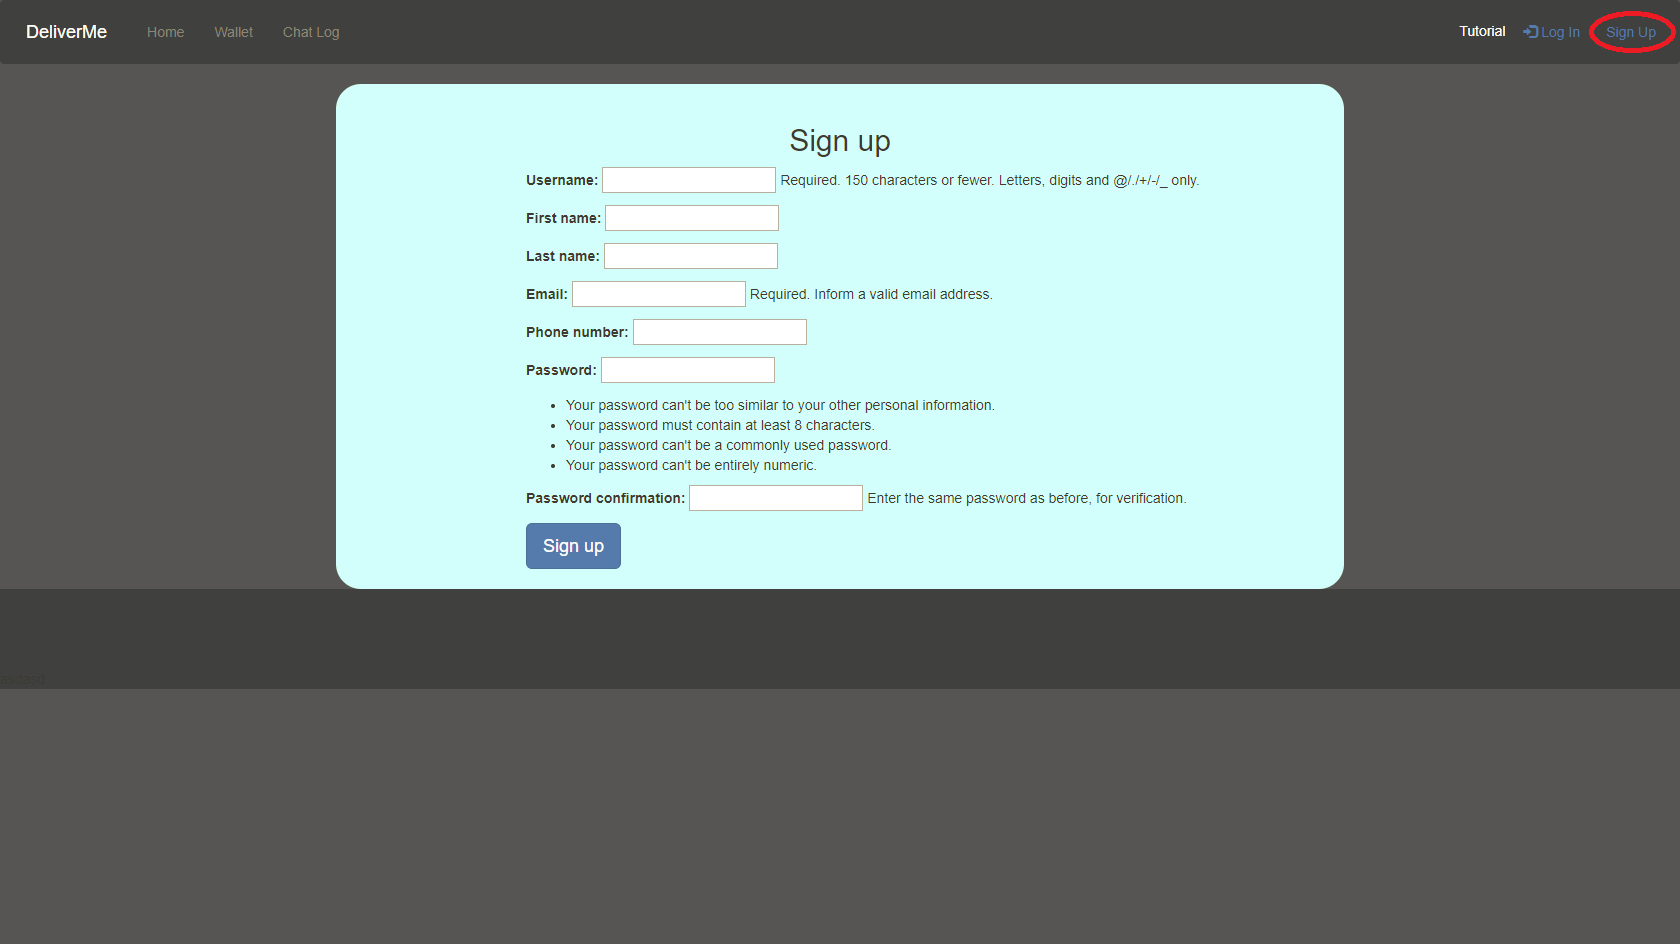 DeliverMe Home Wallet Chat Log Tutorial Log In Sign Up
Sign up
Username: Required. 150 characters or fewer. Letters, digits and @/./+/-/_ only.
First name:
Last name:
Email: Required. Inform a valid email address.
Phone number:
Password:
• Your password can't be too similar to your other personal information.
• Your password must contain at least 8 characters.
• Your password can't be a commonly used password.
• Your password can't be entirely numeric.
Password confirmation: Enter the same password as before, for verification.
Sign up